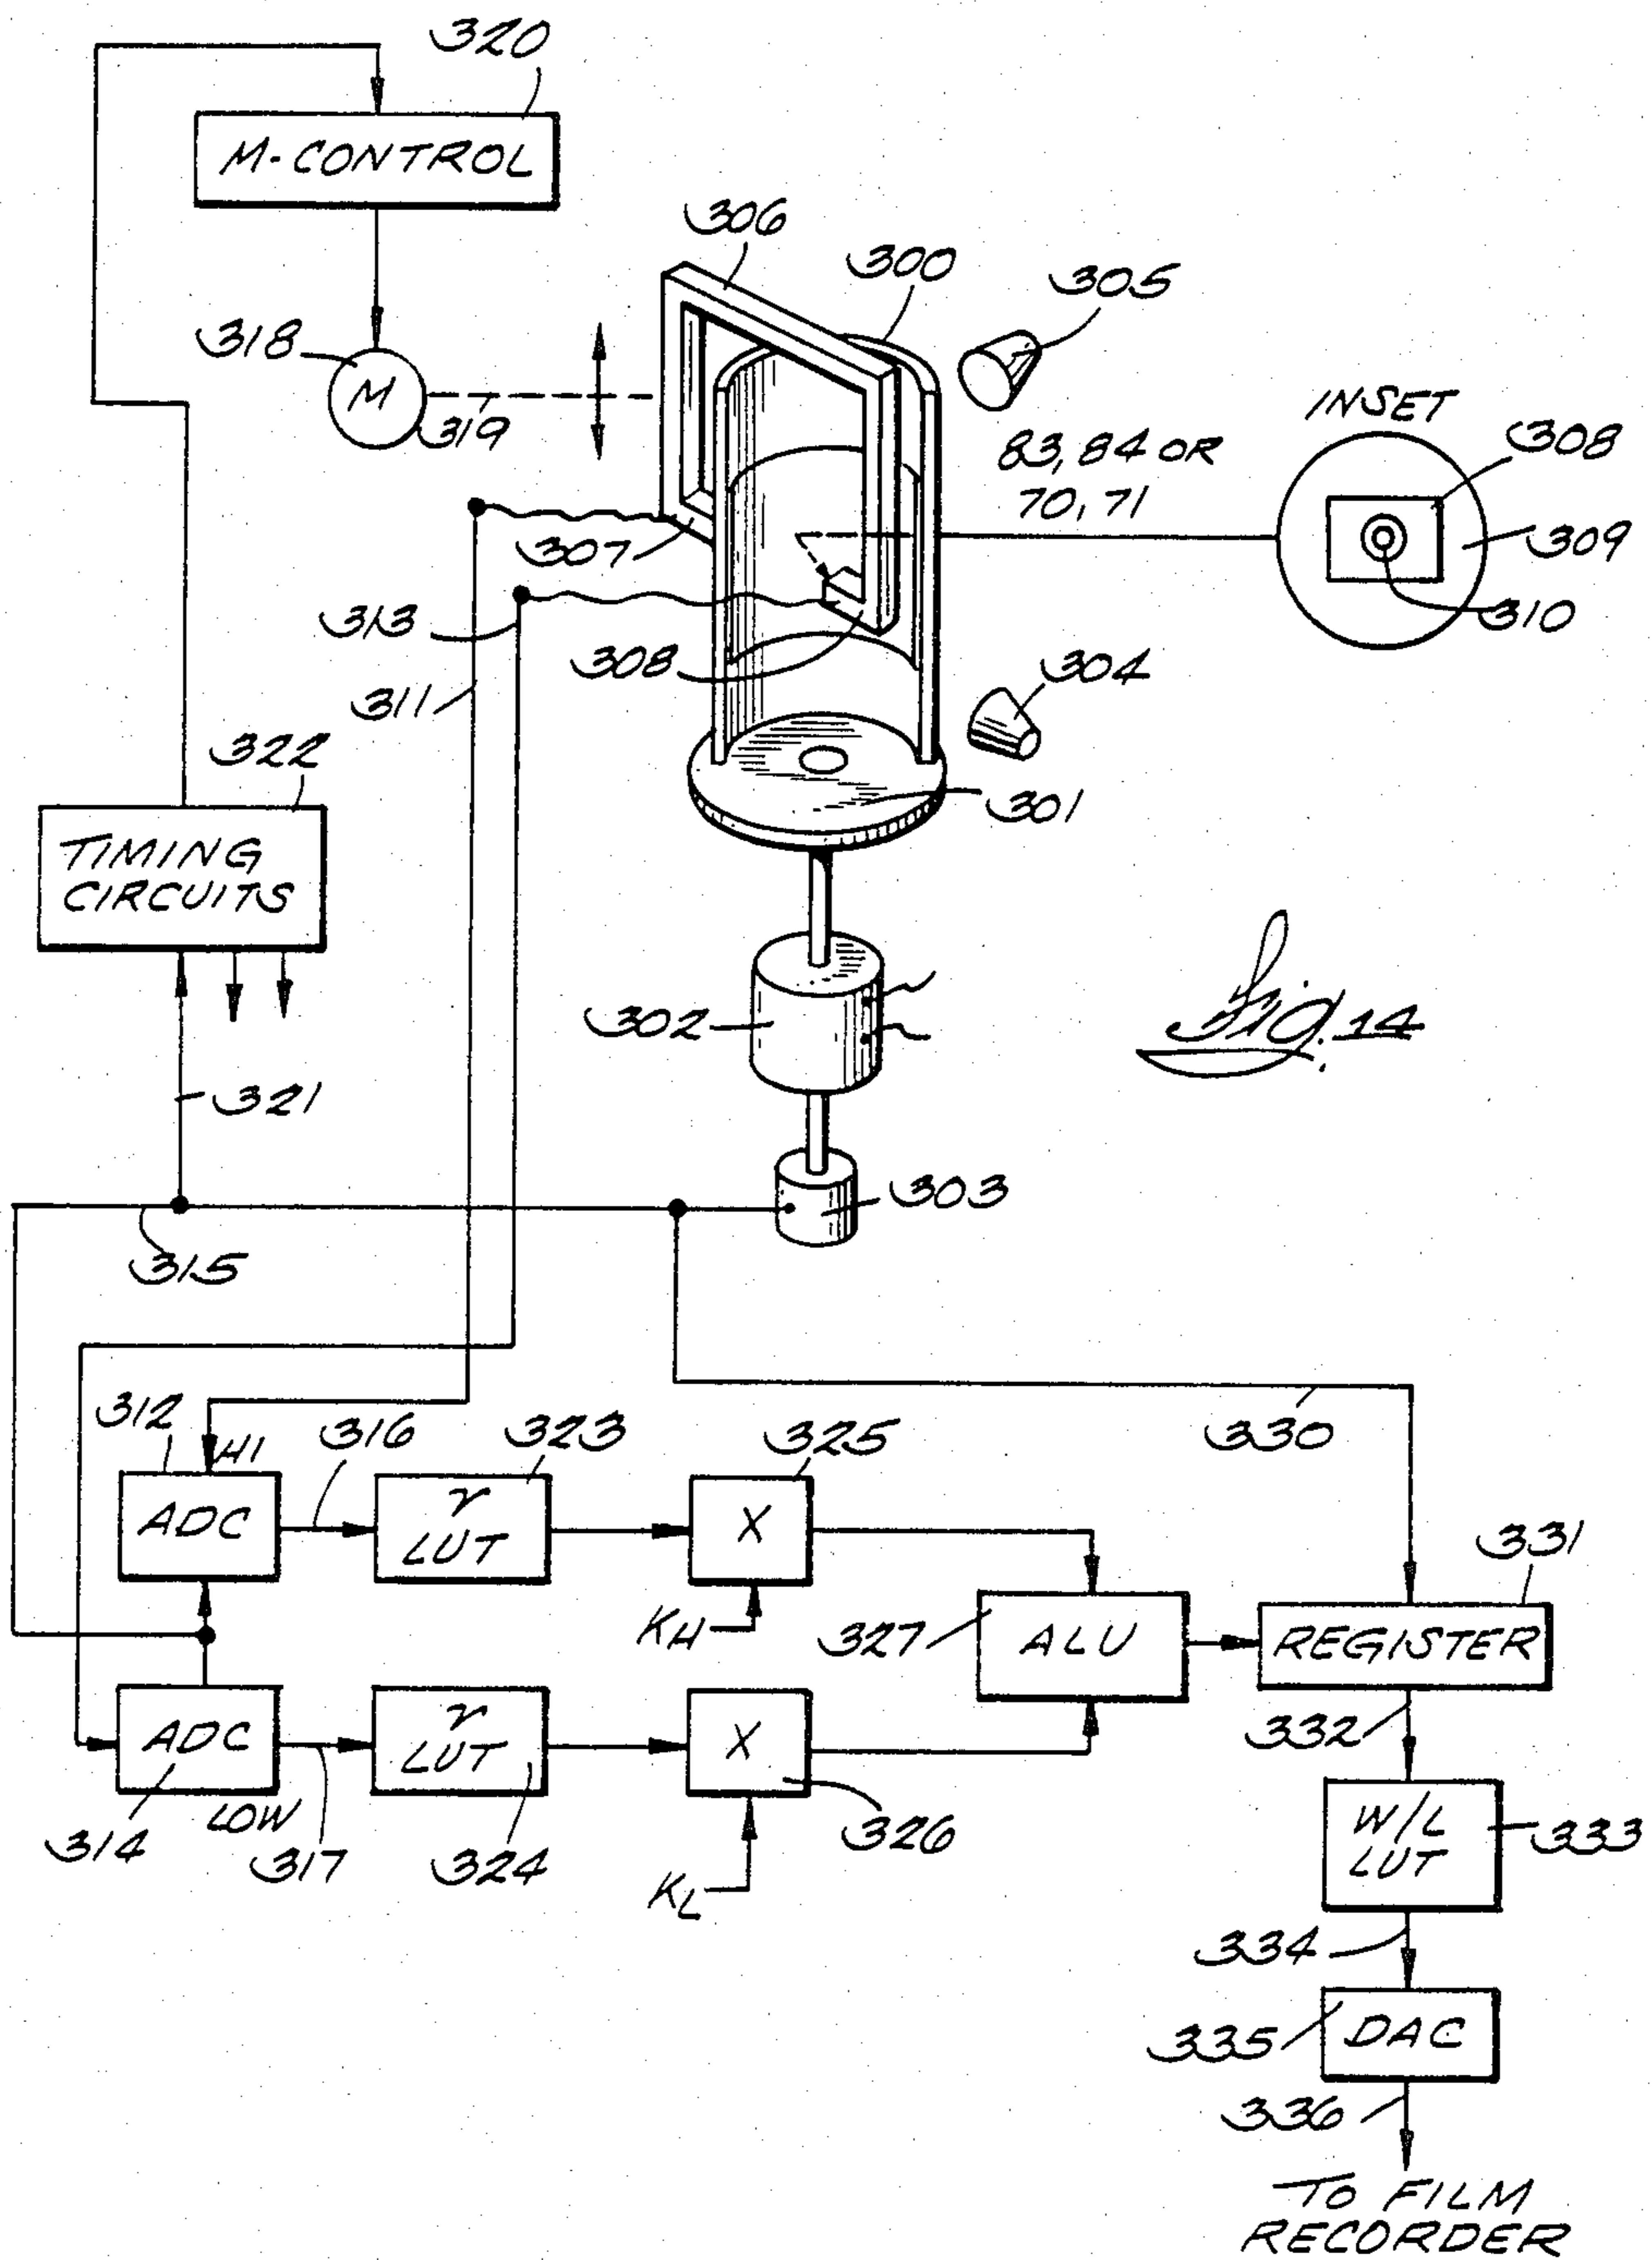 320
M-CONTROL
306
300
305
318
M
319
INSET
308
83, 84 OR
70, 71
309
307
310
313
308
304
311
322
301
TIMING
CIRCUITS
302
Fig. 14
321
303
315
312
HI
316
323
325
330
ADC
γ
LUT
X
331
KH
327
ALU
REGISTER
ADC
γ
LUT
X
332
LOW
314
317
324
326
W/L
LUT
333
KL
334
335
DAC
336
TO FILM
RECORDER